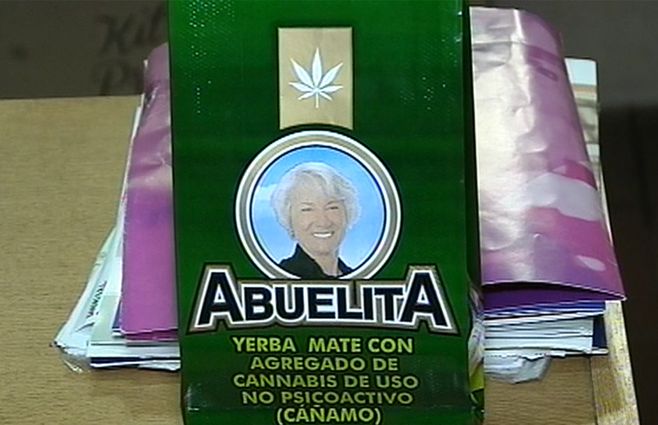 ABUELITA
YERBA MATE CON
AGREGADO DE
CANNABIS DE USO
NO PSICOACTIVO
(CÁÑAMO)